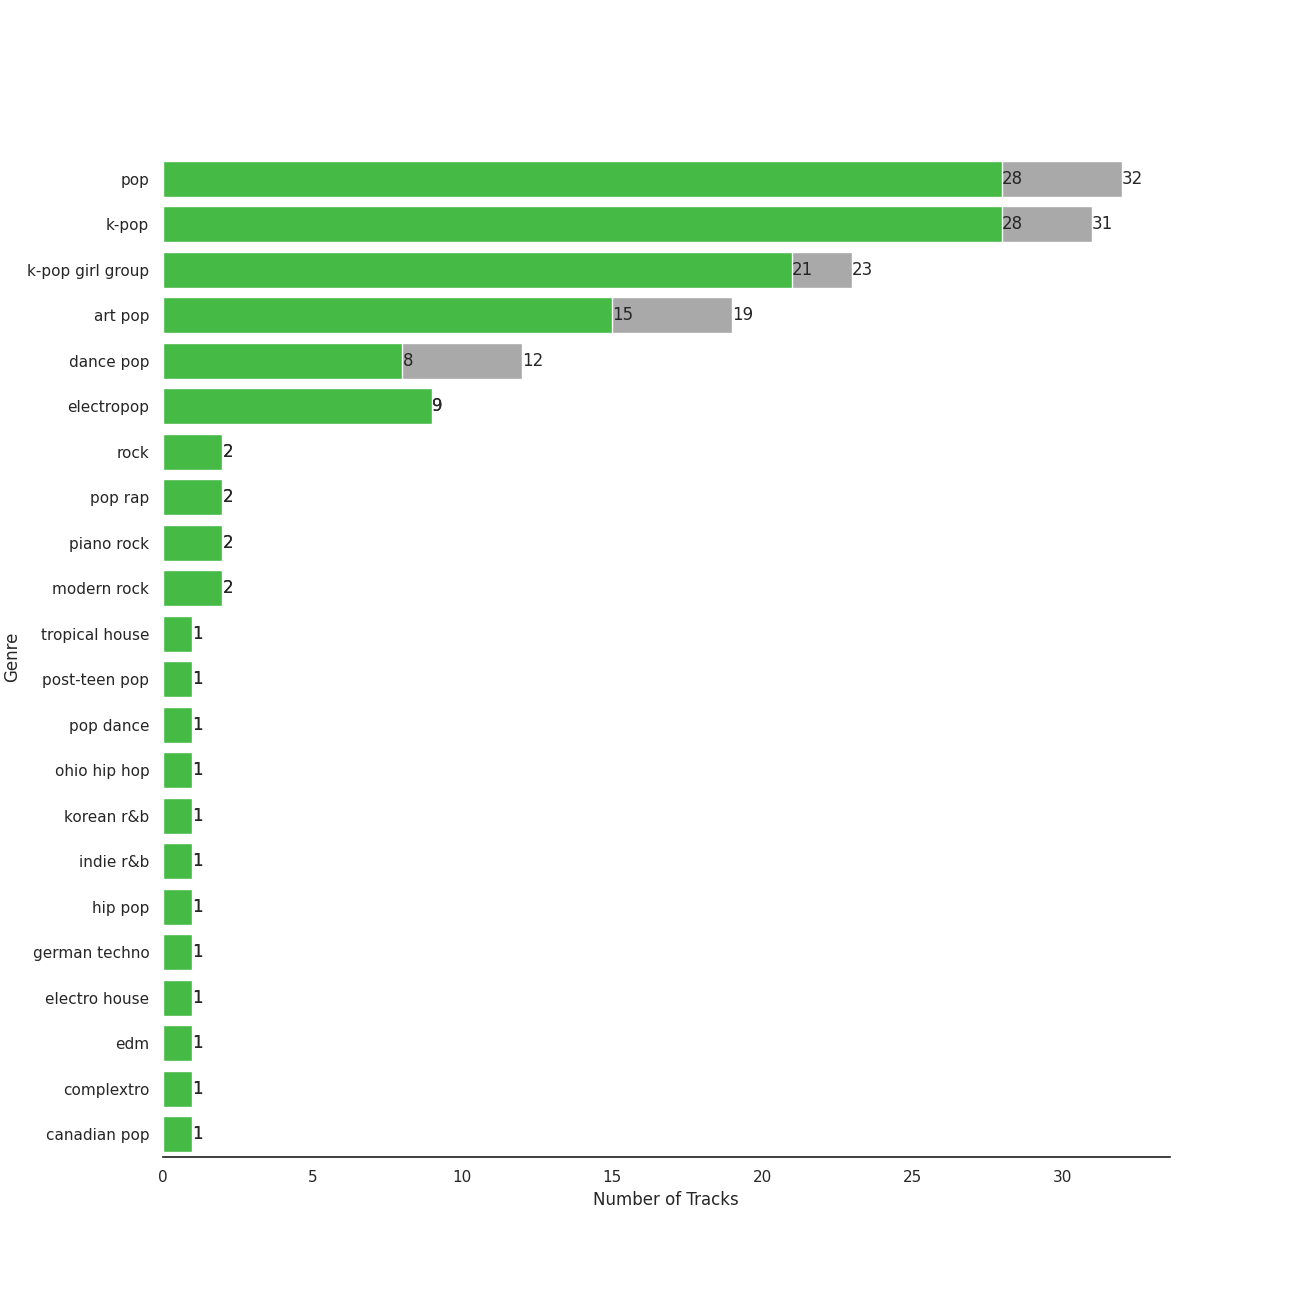 pop 28 32
k-pop 28 31
k-pop girl group 21 23
art pop 15 19
dance pop 8 12
electropop 9
rock 2
pop rap 2
piano rock 2
modern rock 2
tropical house 1
post-teen pop 1
pop dance 1
ohio hip hop 1
korean r&b 1
indie r&b 1
hip pop 1
german techno 1
electro house 1
edm 1
complextro 1
canadian pop 1
Genre
0 5 10 15 20 25 30
Number of Tracks